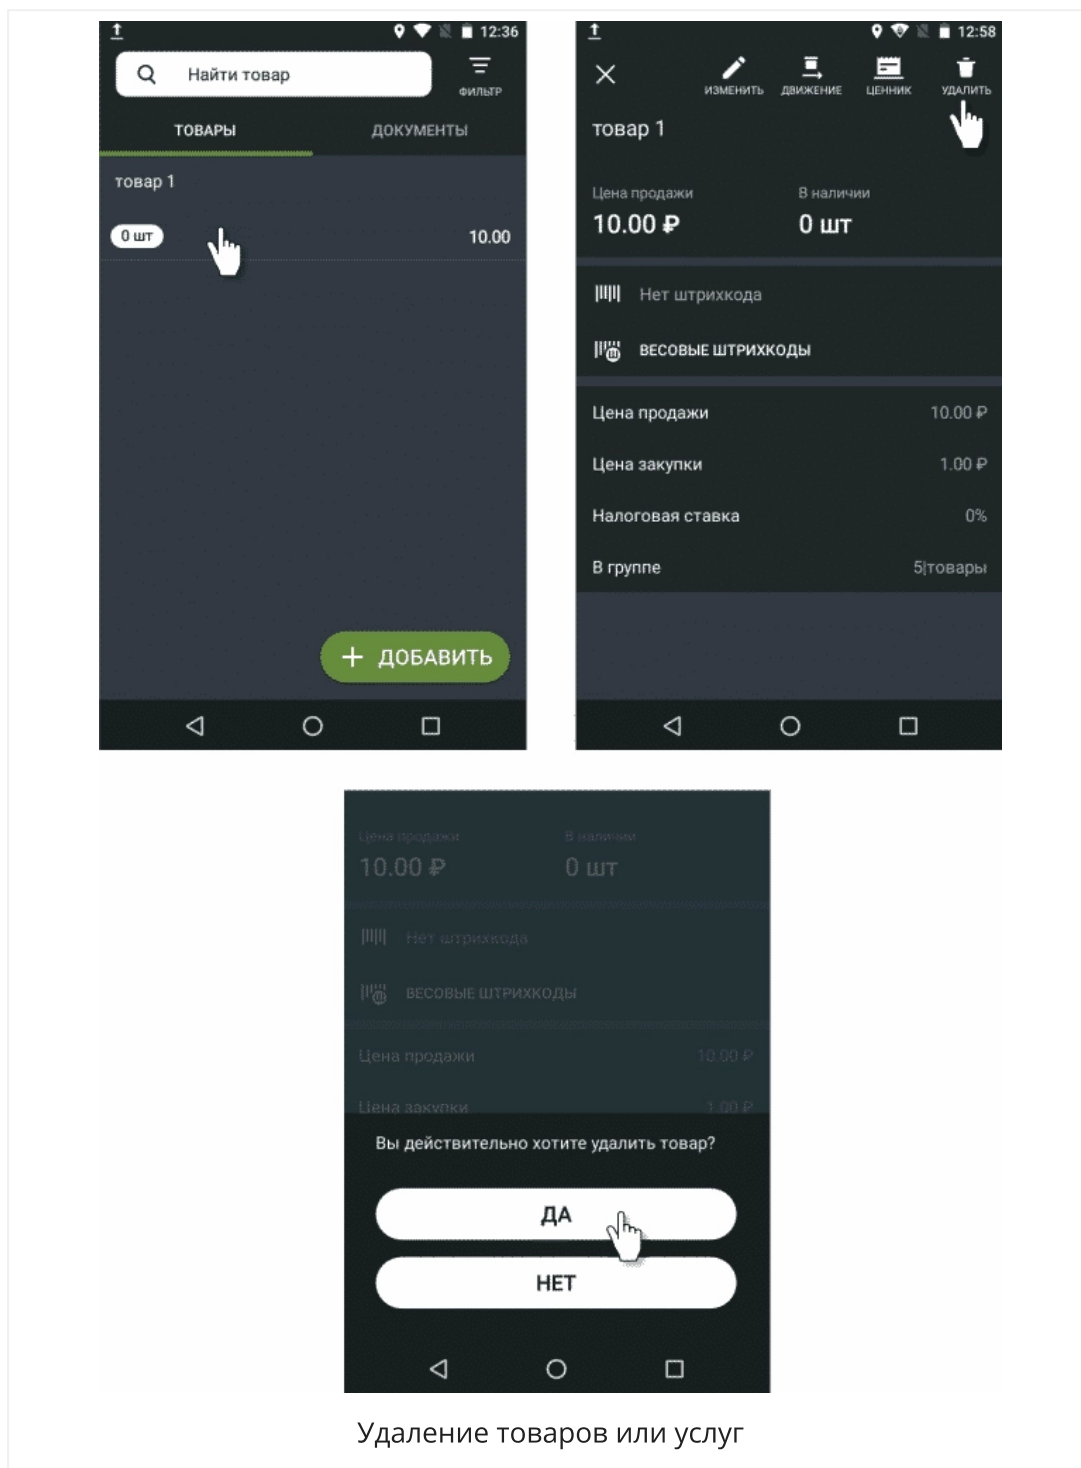 12:36
Найти товар
ФИЛЬТР
ТОВАРЫ ДОКУМЕНТЫ
товар 1
0 шт 10.00
+ ДОБАВИТЬ
12:58
ИЗМЕНИТЬ ДВИЖЕНИЕ ЦЕННИК УДАЛИТЬ
товар 1
Цена продажи В наличии
10.00 ₽ 0 шт
Нет штрихкода
ВЕСОВЫЕ ШТРИХКОДЫ
Цена продажи 10.00 ₽
Цена закупки 1.00 ₽
Налоговая ставка 0%
В группе 5|товары
Цена продажи В наличии
10.00 ₽ 0 шт
Нет штрихкода
ВЕСОВЫЕ ШТРИХКОДЫ
Цена продажи 10.00 ₽
Цена закупки 1.00 ₽
Вы действительно хотите удалить товар?
ДА
НЕТ
Удаление товаров или услуг